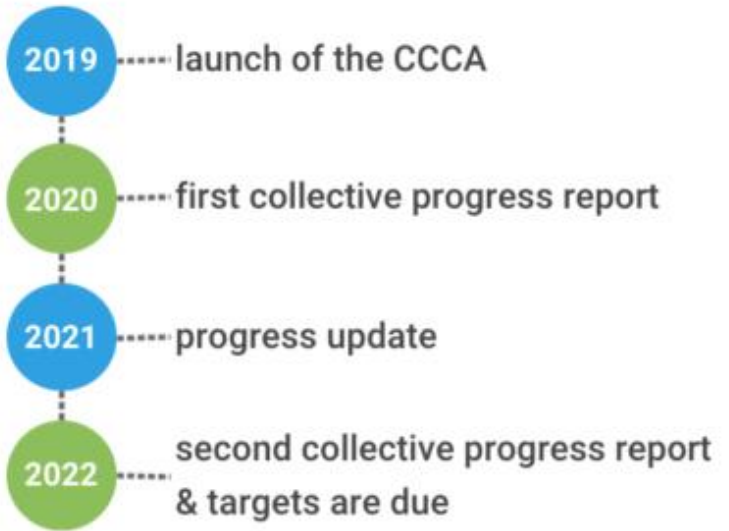 2019 launch of the CCCA
2020 first collective progress report
2021 progress update
2022 second collective progress report
& targets are due